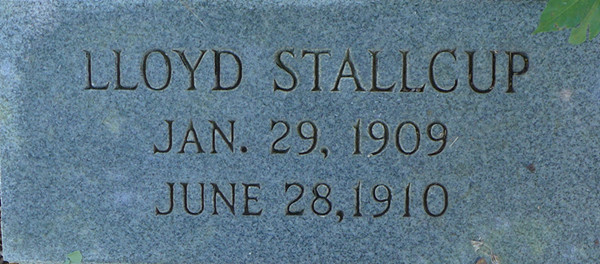 LLOYD STALLCUP
JAN. 29, 1909
JUNE 28,1910